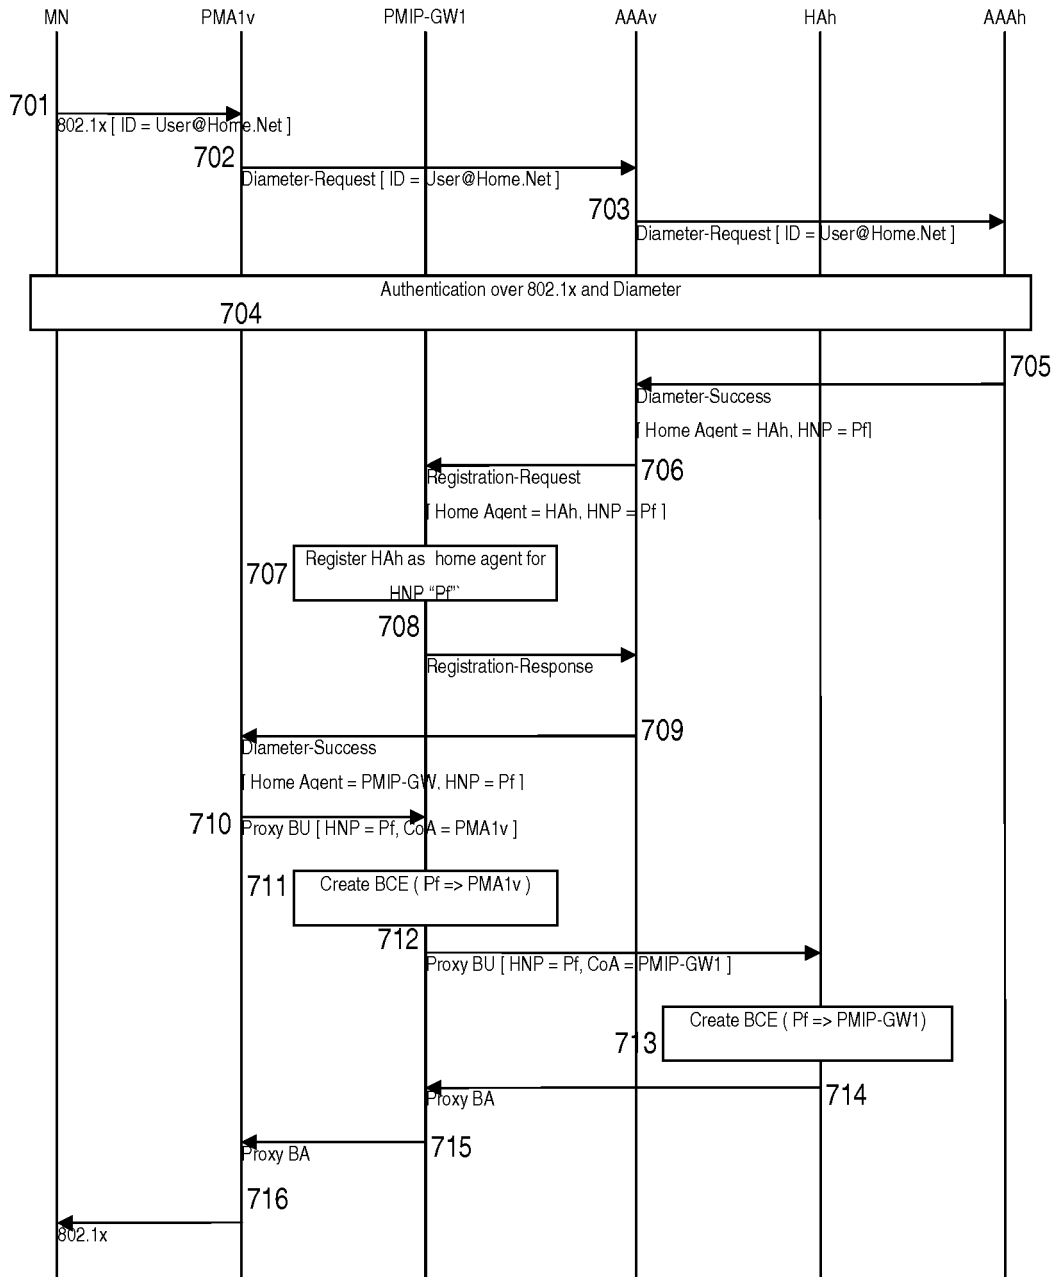 MN PMA1v PMIP-GW1 AAAv HAh AAAh
701
802.1x [ ID = User@Home.Net ]
702
Diameter-Request [ ID = User@Home.Net ]
703
Diameter-Request [ ID = User@Home.Net ]
Authentication over 802.1x and Diameter
704
705
Diameter-Success
[ Home Agent = HAh, HNP = Pf]
706
Registration-Request
[ Home Agent = HAh, HNP = Pf ]
707
Register HAh as home agent for
HNP “Pf”`
708
Registration-Response
709
Diameter-Success
[ Home Agent = PMIP-GW, HNP = Pf ]
710
Proxy BU [ HNP = Pf, CoA = PMA1v ]
711
Create BCE ( Pf => PMA1v )
712
Proxy BU [ HNP = Pf, CoA = PMIP-GW1 ]
713
Create BCE ( Pf => PMIP-GW1)
714
Proxy BA
715
Proxy BA
716
802.1x